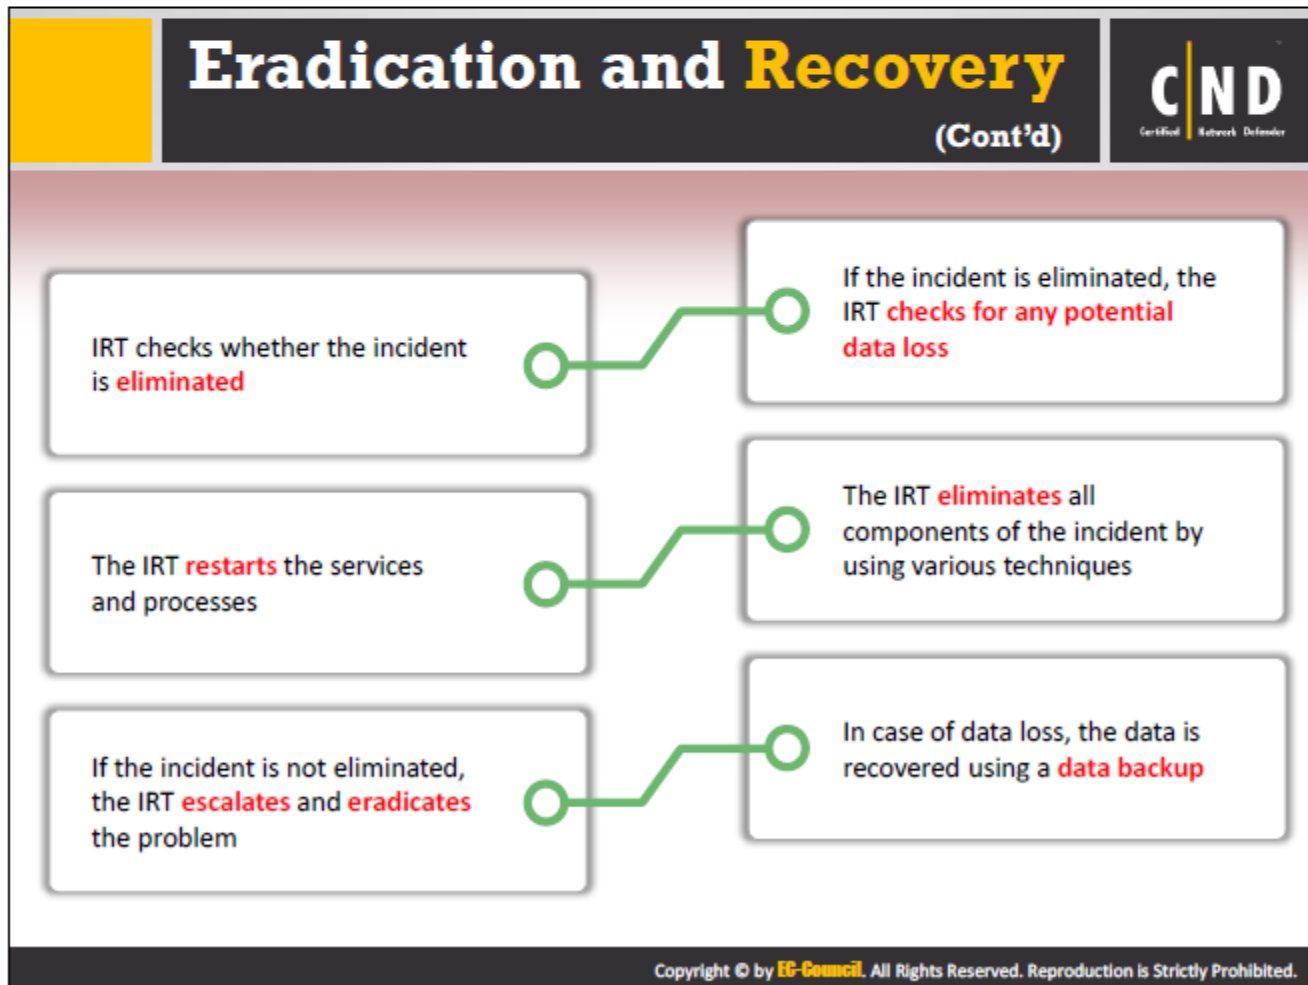 Eradication and Recovery
(Cont'd)
C|ND
Certified Network Defender
IRT checks whether the incident
is eliminated
If the incident is eliminated, the
IRT checks for any potential
data loss
The IRT restarts the services
and processes
The IRT eliminates all
components of the incident by
using various techniques
If the incident is not eliminated,
the IRT escalates and eradicates
the problem
In case of data loss, the data is
recovered using a data backup
Copyright © by EC-Council. All Rights Reserved. Reproduction is Strictly Prohibited.